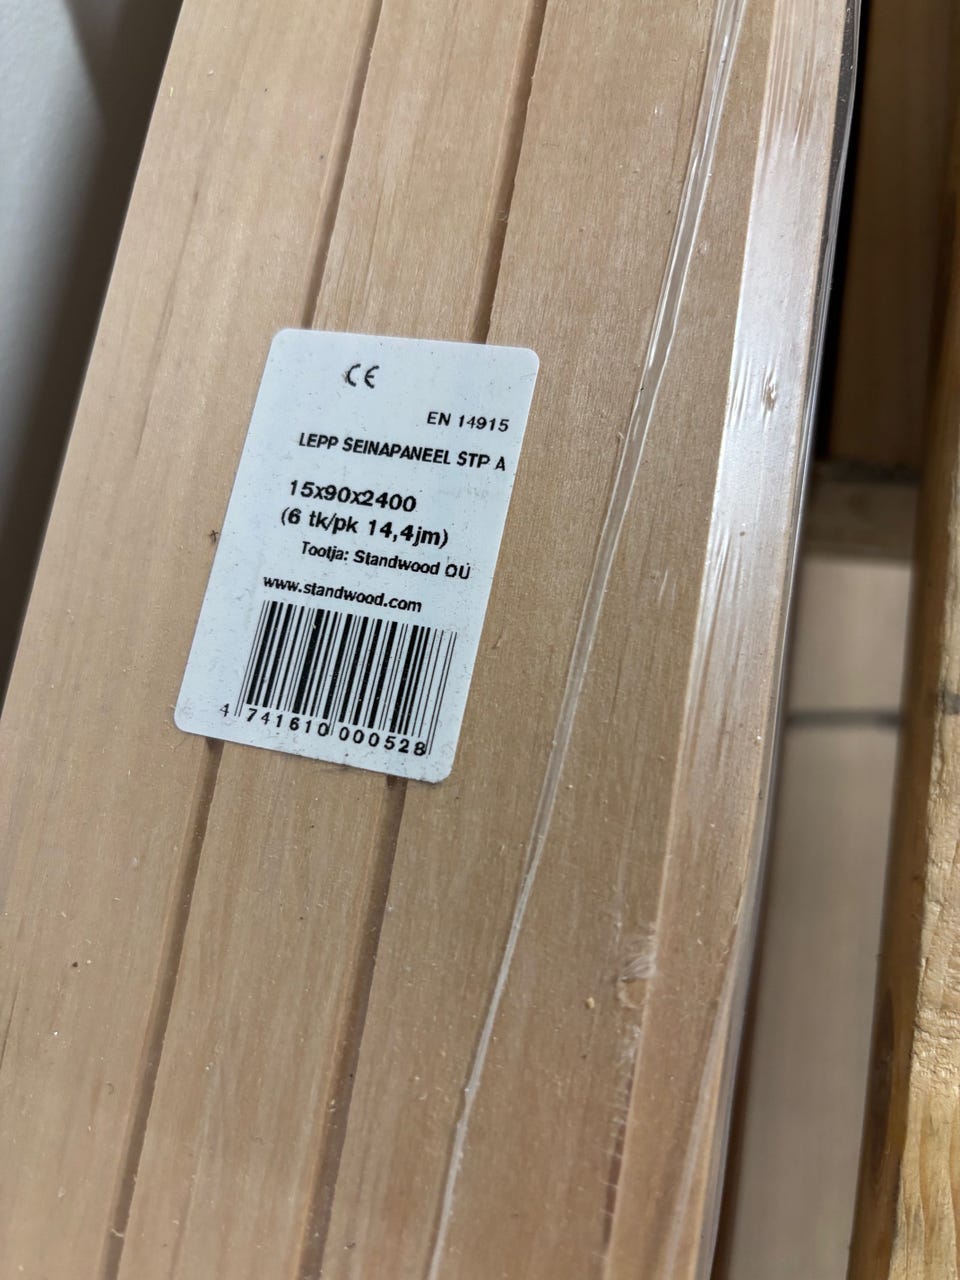 CE
EN 14915
LEPP SEINAPANEEL STP A
15x90x2400
(6 tk/pk 14,4jm)
Tootja: Standwood OÜ
www.standwood.com
4 741610 000528